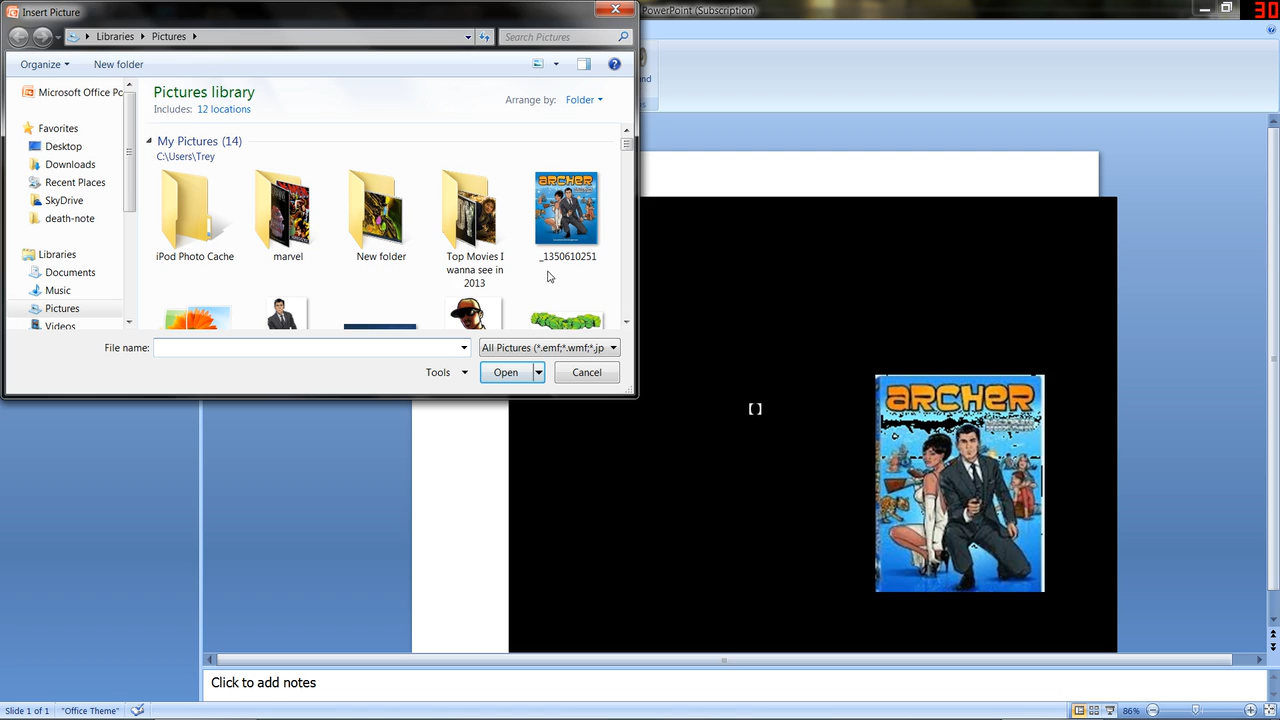 Insert Picture
PowerPoint (Subscription)
30
Libraries
Pictures
Search Pictures
Organize
New folder
Microsoft Office Po
Favorites
Desktop
Downloads
Recent Places
SkyDrive
death-note
Libraries
Documents
Music
Pictures
Videos
Pictures library
Includes: 12 locations
Arrange by: Folder
My Pictures (14)
C:\Users\Trey
ARCHER
iPod Photo Cache
marvel
New folder
Top Movies I
wanna see in
2013
_1350610251
File name:
All Pictures (*.emf;*.wmf;*.jp
Tools
Open
Cancel
ARCHER
Click to add notes
Slide 1 of 1
"Office Theme"
86%